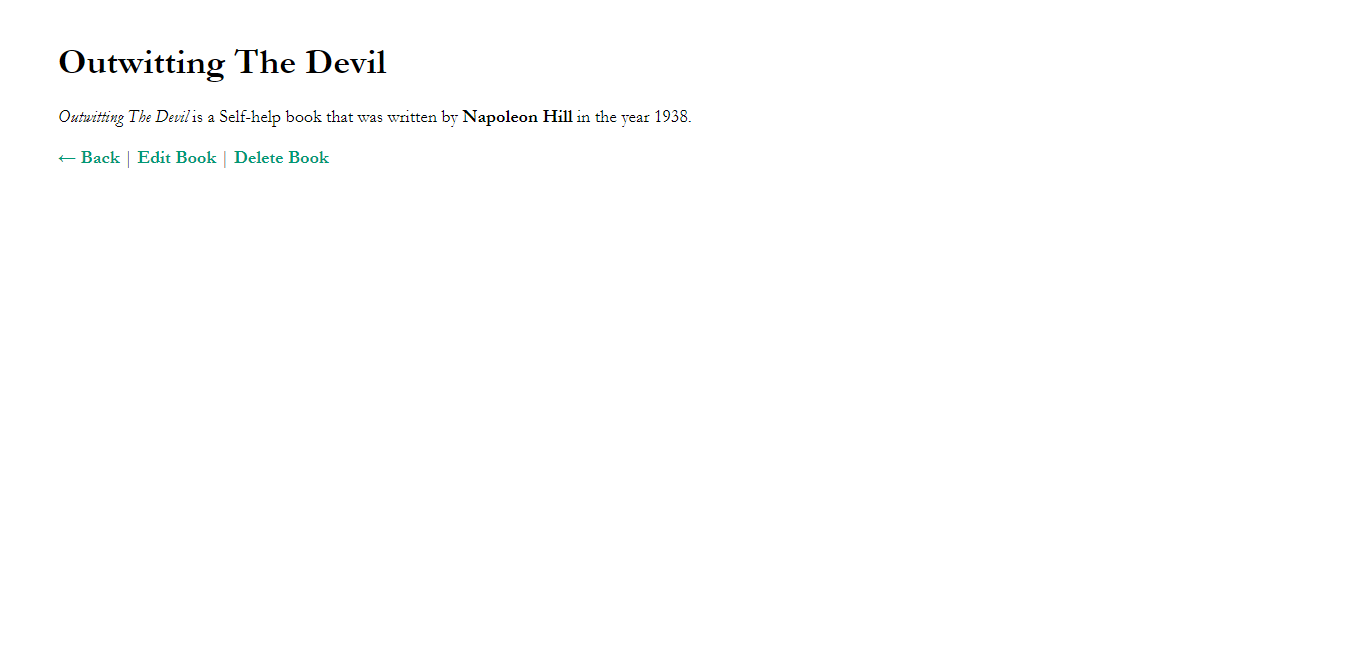 Outwitting The Devil
Outwitting The Devil is a Self-help book that was written by Napoleon Hill in the year 1938.
← Back | Edit Book | Delete Book